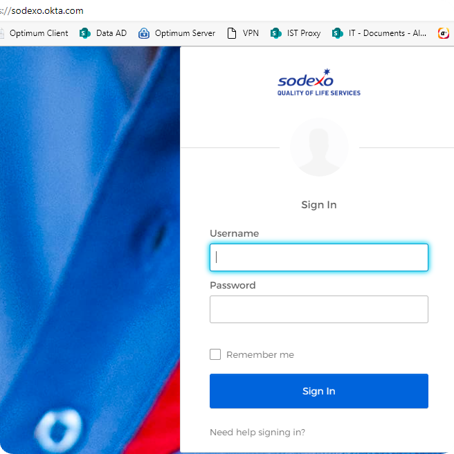 s://sodexo.okta.com
Optimum Client Data AD Optimum Server VPN IST Proxy IT - Documents - Al...
sodexo
QUALITY OF LIFE SERVICES
Sign In
Username
Password
Remember me
Sign In
Need help signing in?